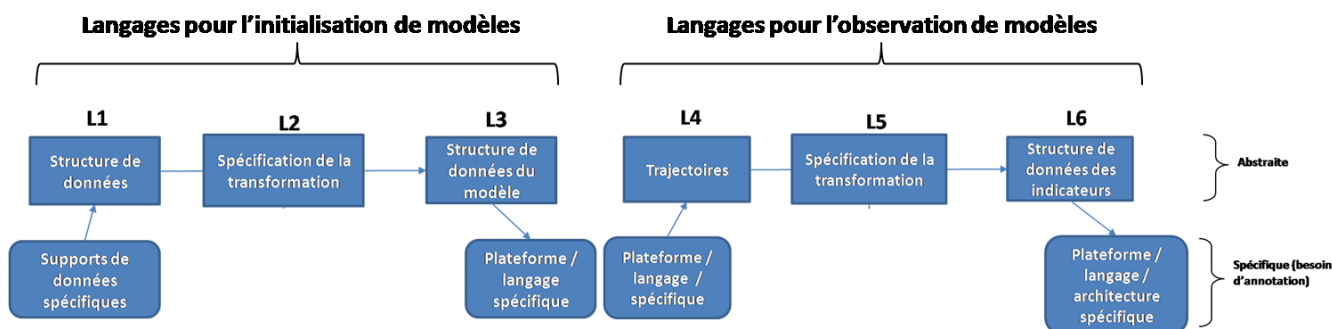 Langages pour l'initialisation de modèles
Langages pour l'observation de modèles
L1
L2
L3
L4
L5
L6
Structure de
données
Spécification de la
transformation
Structure de
données du
modèle
Trajectoires
Spécification de la
transformation
Structure de
données des
indicateurs
Abstraite
Supports de
données
spécifiques
Plateforme /
langage
spécifique
Plateforme /
langage /
spécifique
Plateforme /
langage /
architecture
spécifique
Spécifique (besoin
d'annotation)